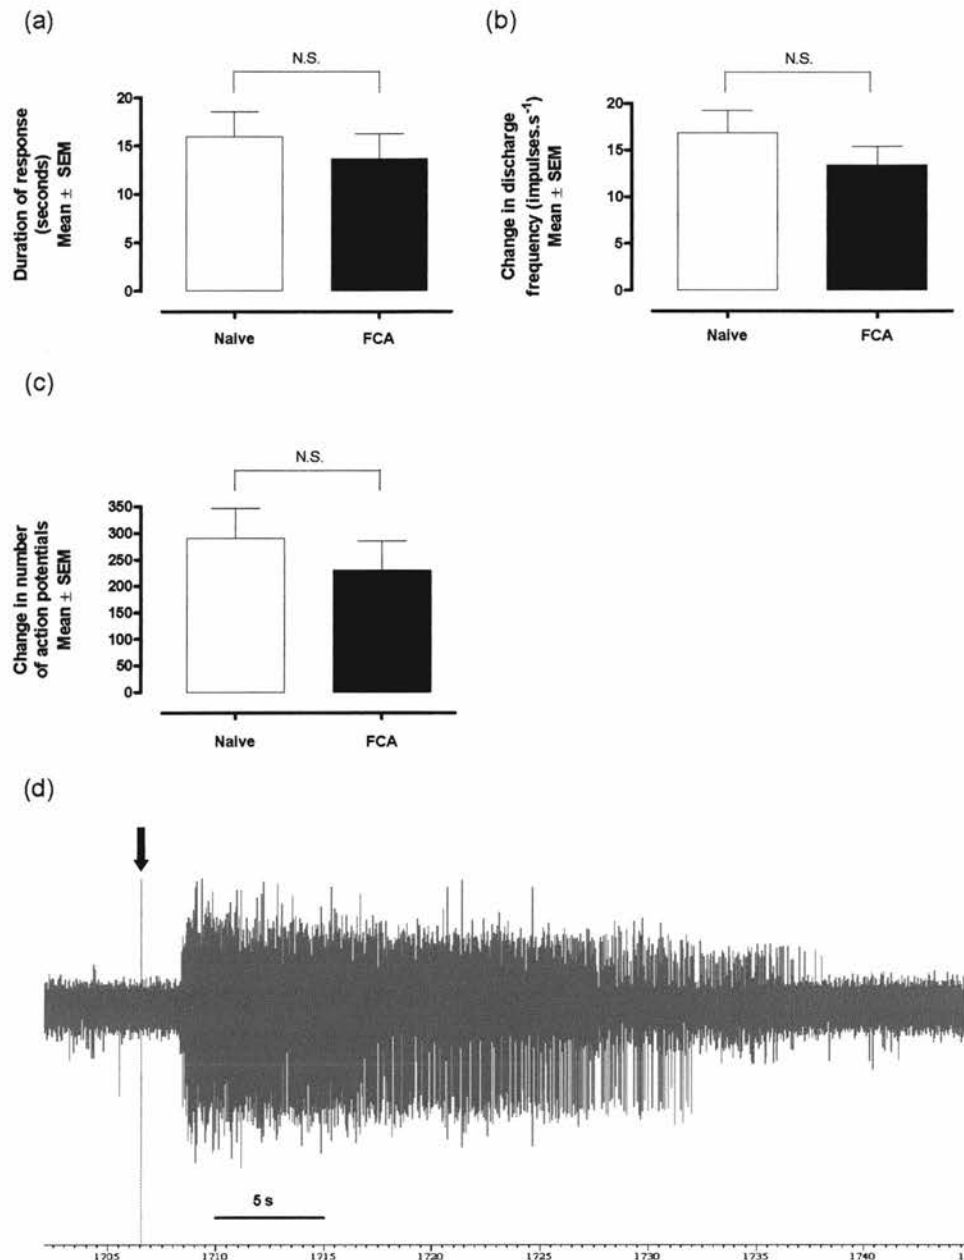 (a)
N.S.
Duration of response
(seconds)
Mean ± SEM
20
15
10
5
0
Naive
FCA
(b)
N.S.
Change in discharge
frequency (impulses.s⁻¹)
Mean ± SEM
20
15
10
5
0
Naive
FCA
(c)
N.S.
Change in number
of action potentials
Mean ± SEM
350
300
250
200
150
100
50
0
Naive
FCA
(d)
5 s
1705
1710
1715
1720
1725
1730
1735
1740